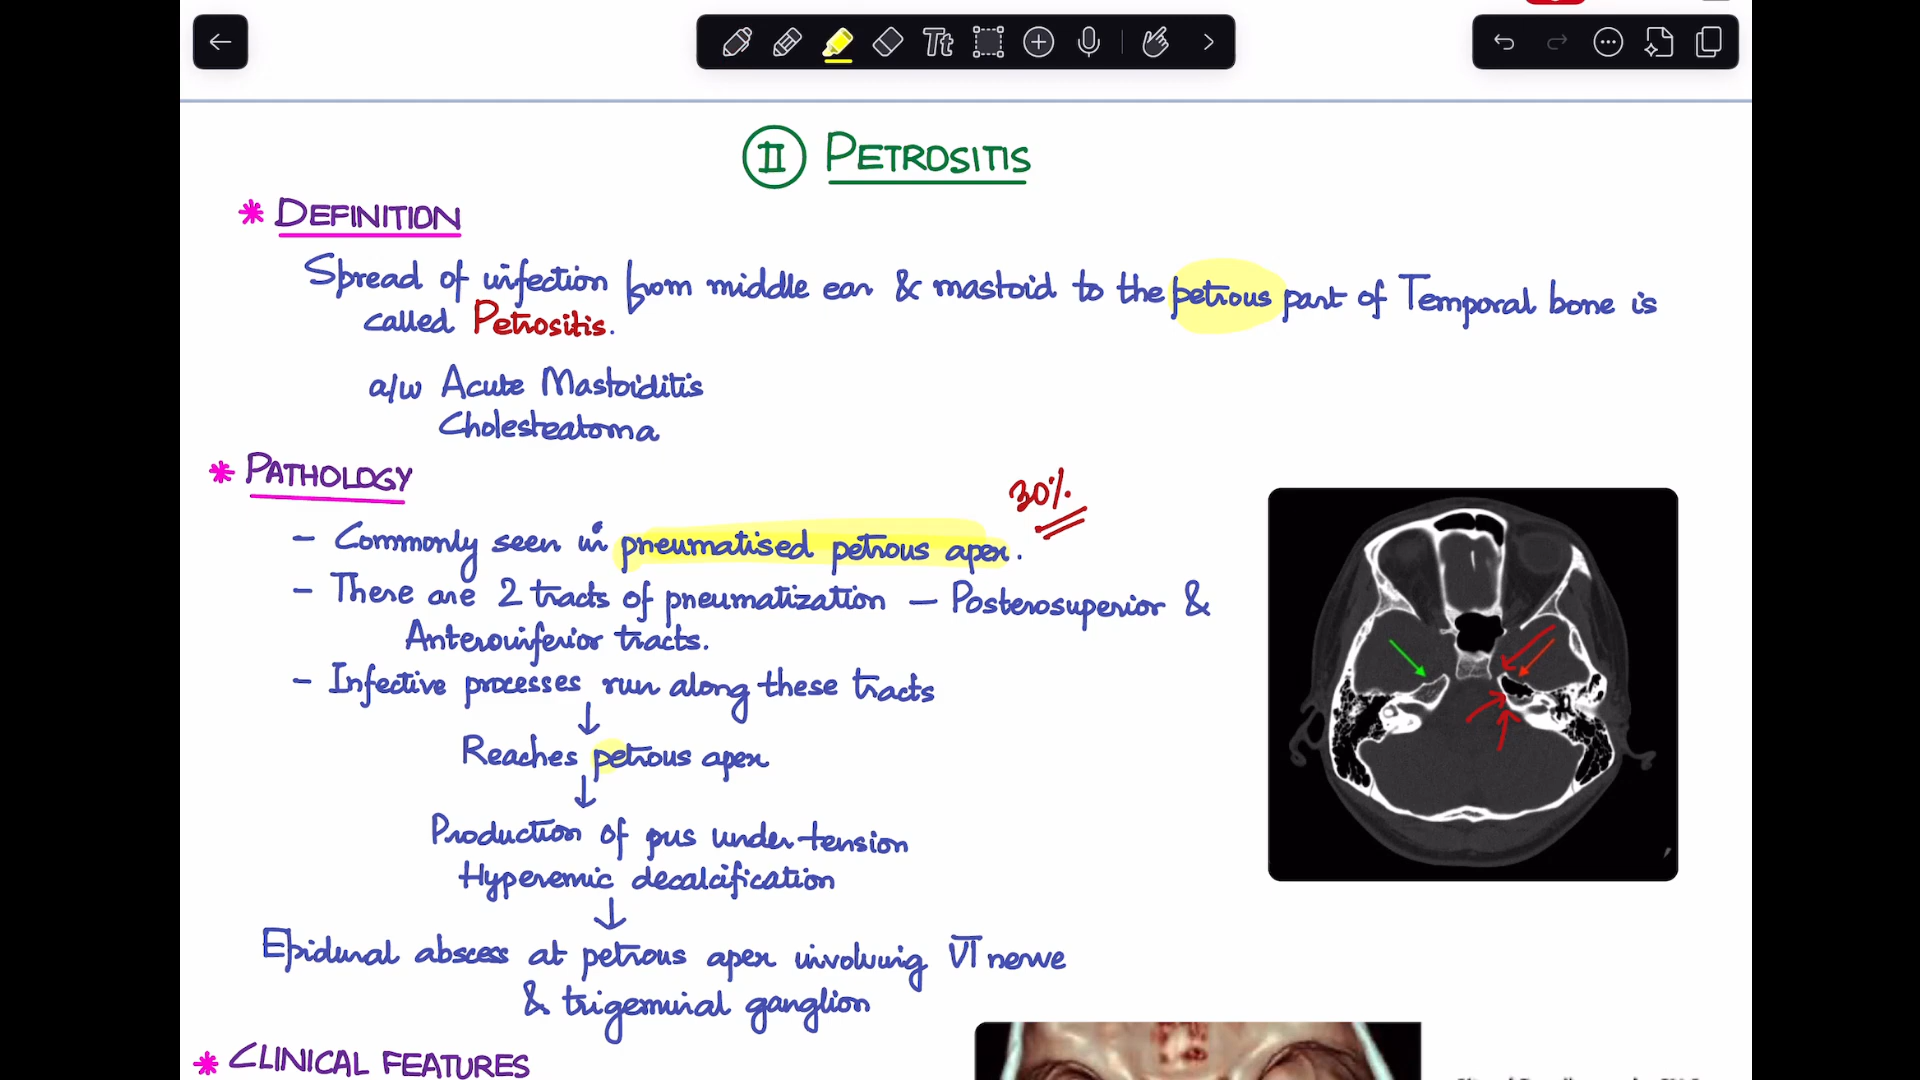 Tt
II PETROSITIS
* DEFINITION
Spread of infection from middle ear & mastoid to the petrous part of Temporal bone is
called Petrositis.
a/w Acute Mastoiditis
Cholesteatoma
* PATHOLOGY
30%
- Commonly seen in pneumatised petrous apex.
- There are 2 tracts of pneumatization - Posterosuperior &
Anteroinferior tracts.
- Infective processes run along these tracts
↓
Reaches petrous apex
↓
Production of pus under tension
Hyperemic decalcification
↓
Epidural abscess at petrous apex involving VI nerve
& trigeminal ganglion
* CLINICAL FEATURES